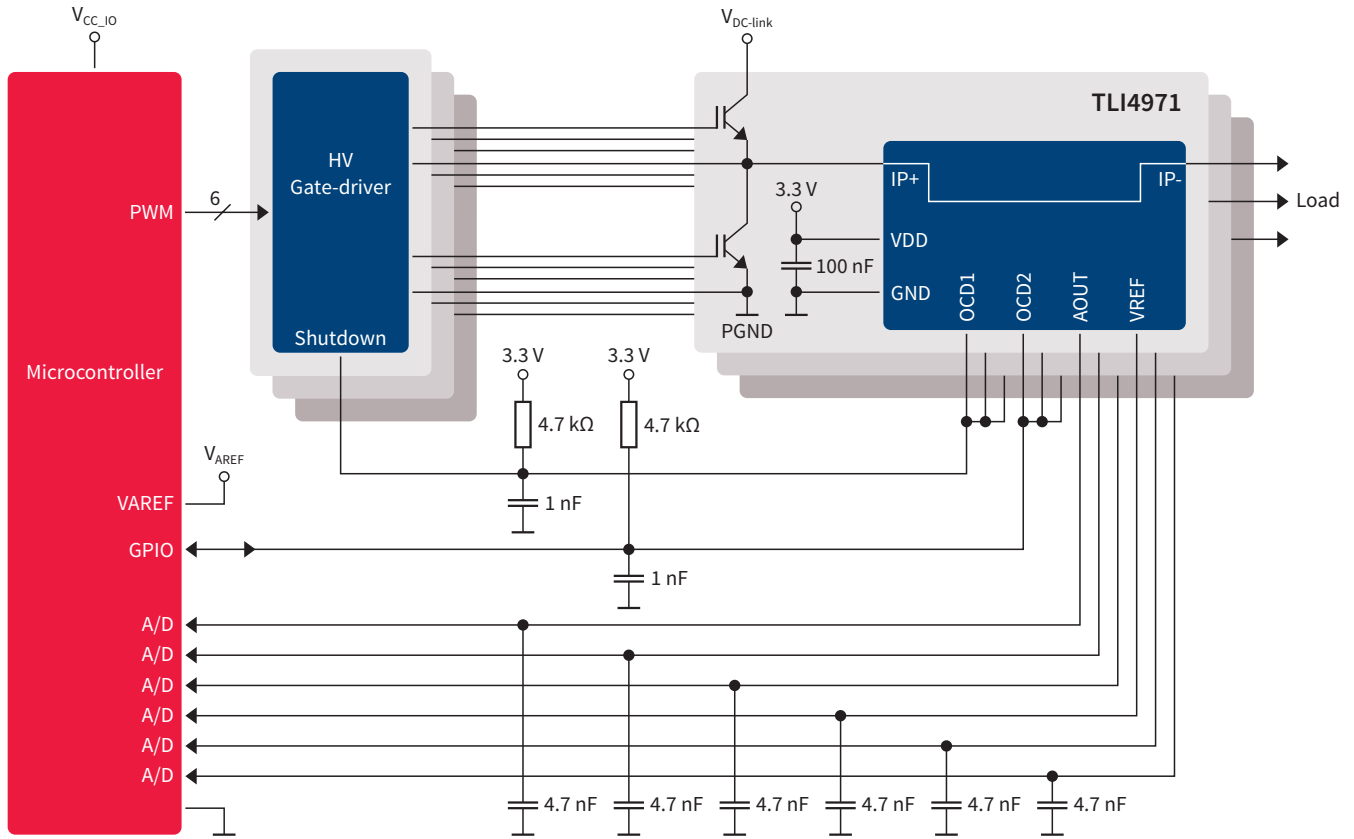 V_CC_IO
V_DC-link
TLI4971
HV
Gate-driver
IP+
IP-
3.3 V
PWM
6
Load
VDD
100 nF
GND
OCD1
OCD2
AOUT
VREF
PGND
Shutdown
3.3 V
3.3 V
Microcontroller
4.7 kΩ
4.7 kΩ
V_AREF
VAREF
1 nF
GPIO
1 nF
A/D
A/D
A/D
A/D
A/D
A/D
4.7 nF
4.7 nF
4.7 nF
4.7 nF
4.7 nF
4.7 nF